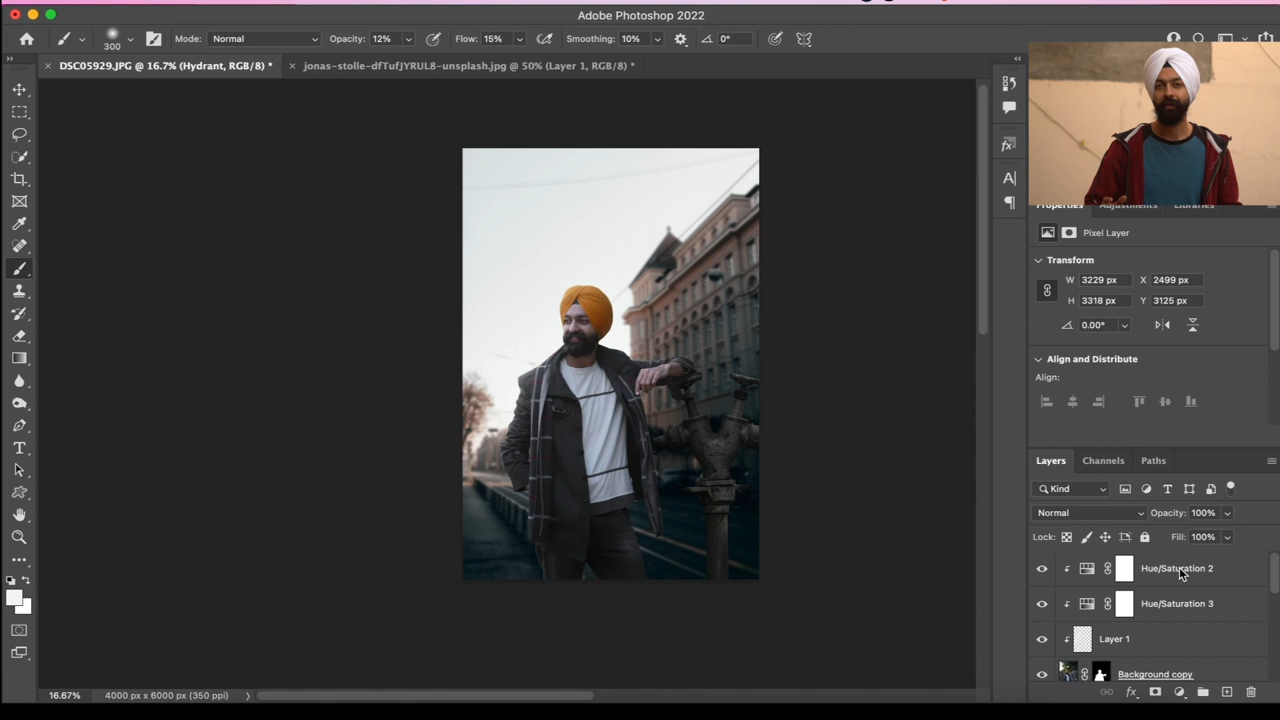 Adobe Photoshop 2022
300 Mode: Normal Opacity: 12% Flow: 15% Smoothing: 10% 0°
DSC05929.JPG @ 16.7% (Hydrant, RGB/8) * jonas-stolle-dfTufJYRUL8-unsplash.jpg @ 50% (Layer 1, RGB/8) *
Properties Adjustments Libraries
Pixel Layer
Transform
W 3229 px X 2499 px
H 3318 px Y 3125 px
0.00°
Align and Distribute
Align:
Layers Channels Paths
Kind
Normal Opacity: 100%
Lock: Fill: 100%
Hue/Saturation 2
Hue/Saturation 3
Layer 1
Background copy
16.67% 4000 px x 6000 px (350 ppi)